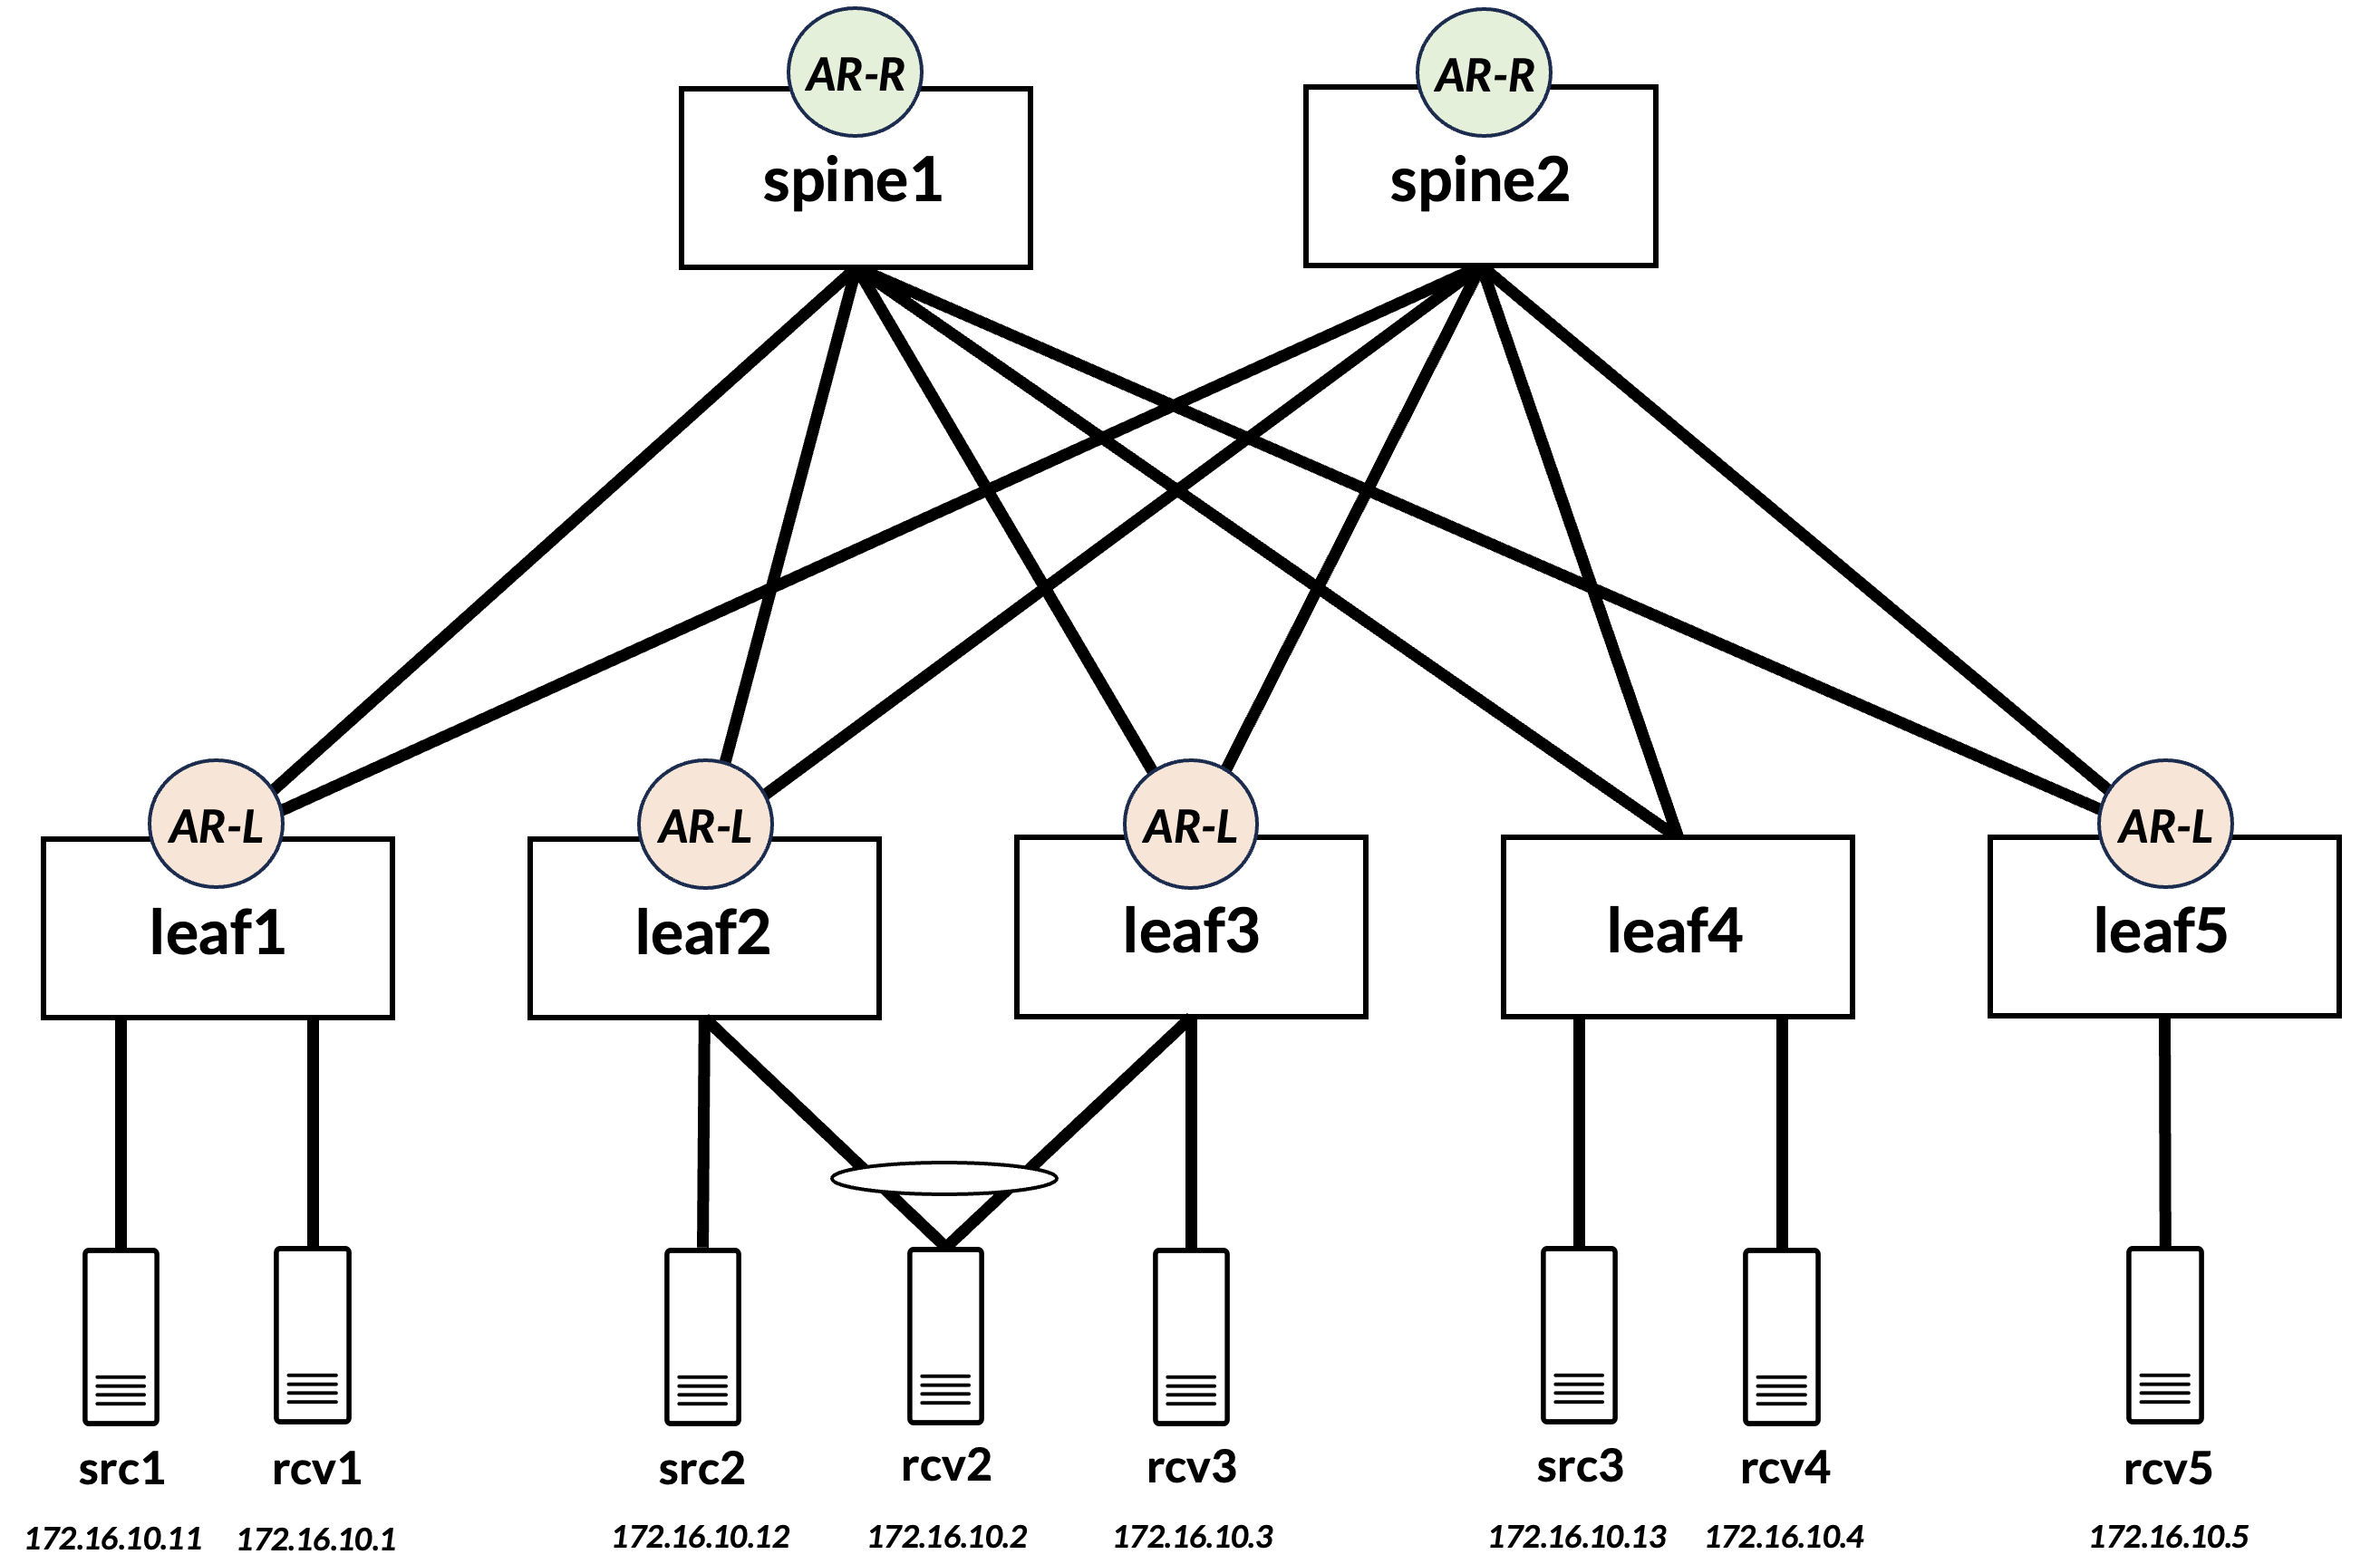 AR-R
AR-R
spine1
spine2
AR-L
AR-L
AR-L
AR-L
leaf1
leaf2
leaf3
leaf4
leaf5
src1
rcv1
src2
rcv2
rcv3
src3
rcv4
rcv5
172.16.10.11
172.16.10.1
172.16.10.12
172.16.10.2
172.16.10.3
172.16.10.13
172.16.10.4
172.16.10.5